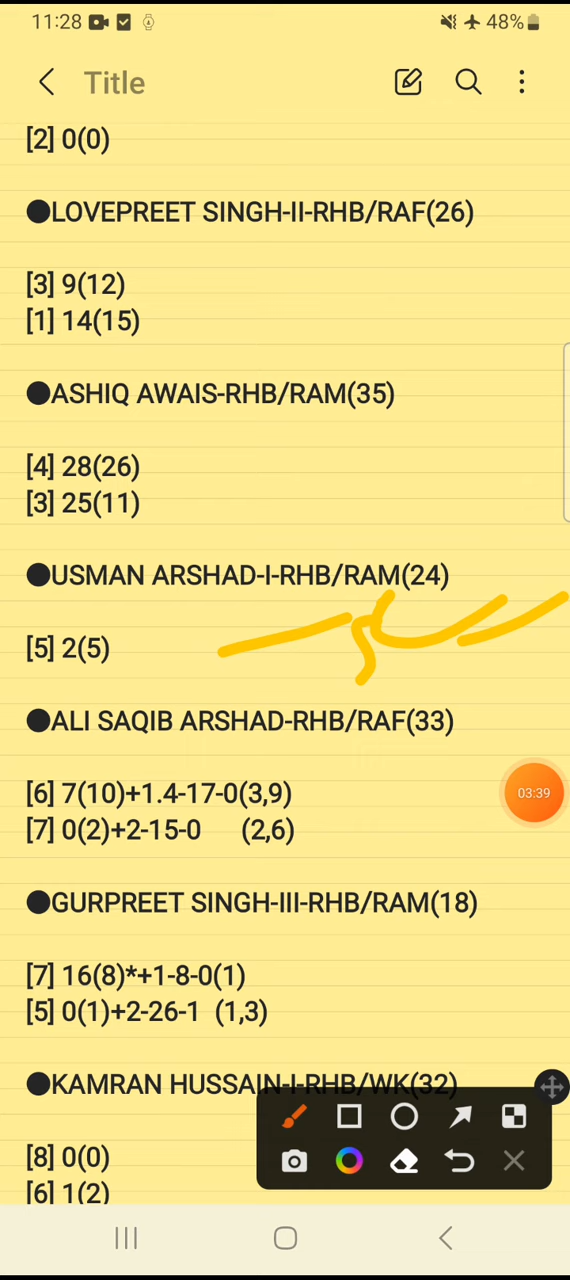 11:28 48%
Title
[2] 0(0)
●LOVEPREET SINGH-II-RHB/RAF(26)
[3] 9(12)
[1] 14(15)
●ASHIQ AWAIS-RHB/RAM(35)
[4] 28(26)
[3] 25(11)
●USMAN ARSHAD-I-RHB/RAM(24)
[5] 2(5)
●ALI SAQIB ARSHAD-RHB/RAF(33)
[6] 7(10)+1.4-17-0(3,9)
03:39
[7] 0(2)+2-15-0 (2,6)
●GURPREET SINGH-III-RHB/RAM(18)
[7] 16(8)*+1-8-0(1)
[5] 0(1)+2-26-1 (1,3)
●KAMRAN HUSSAIN-I-RHB/WK(32)
[8] 0(0)
[6] 1(2)